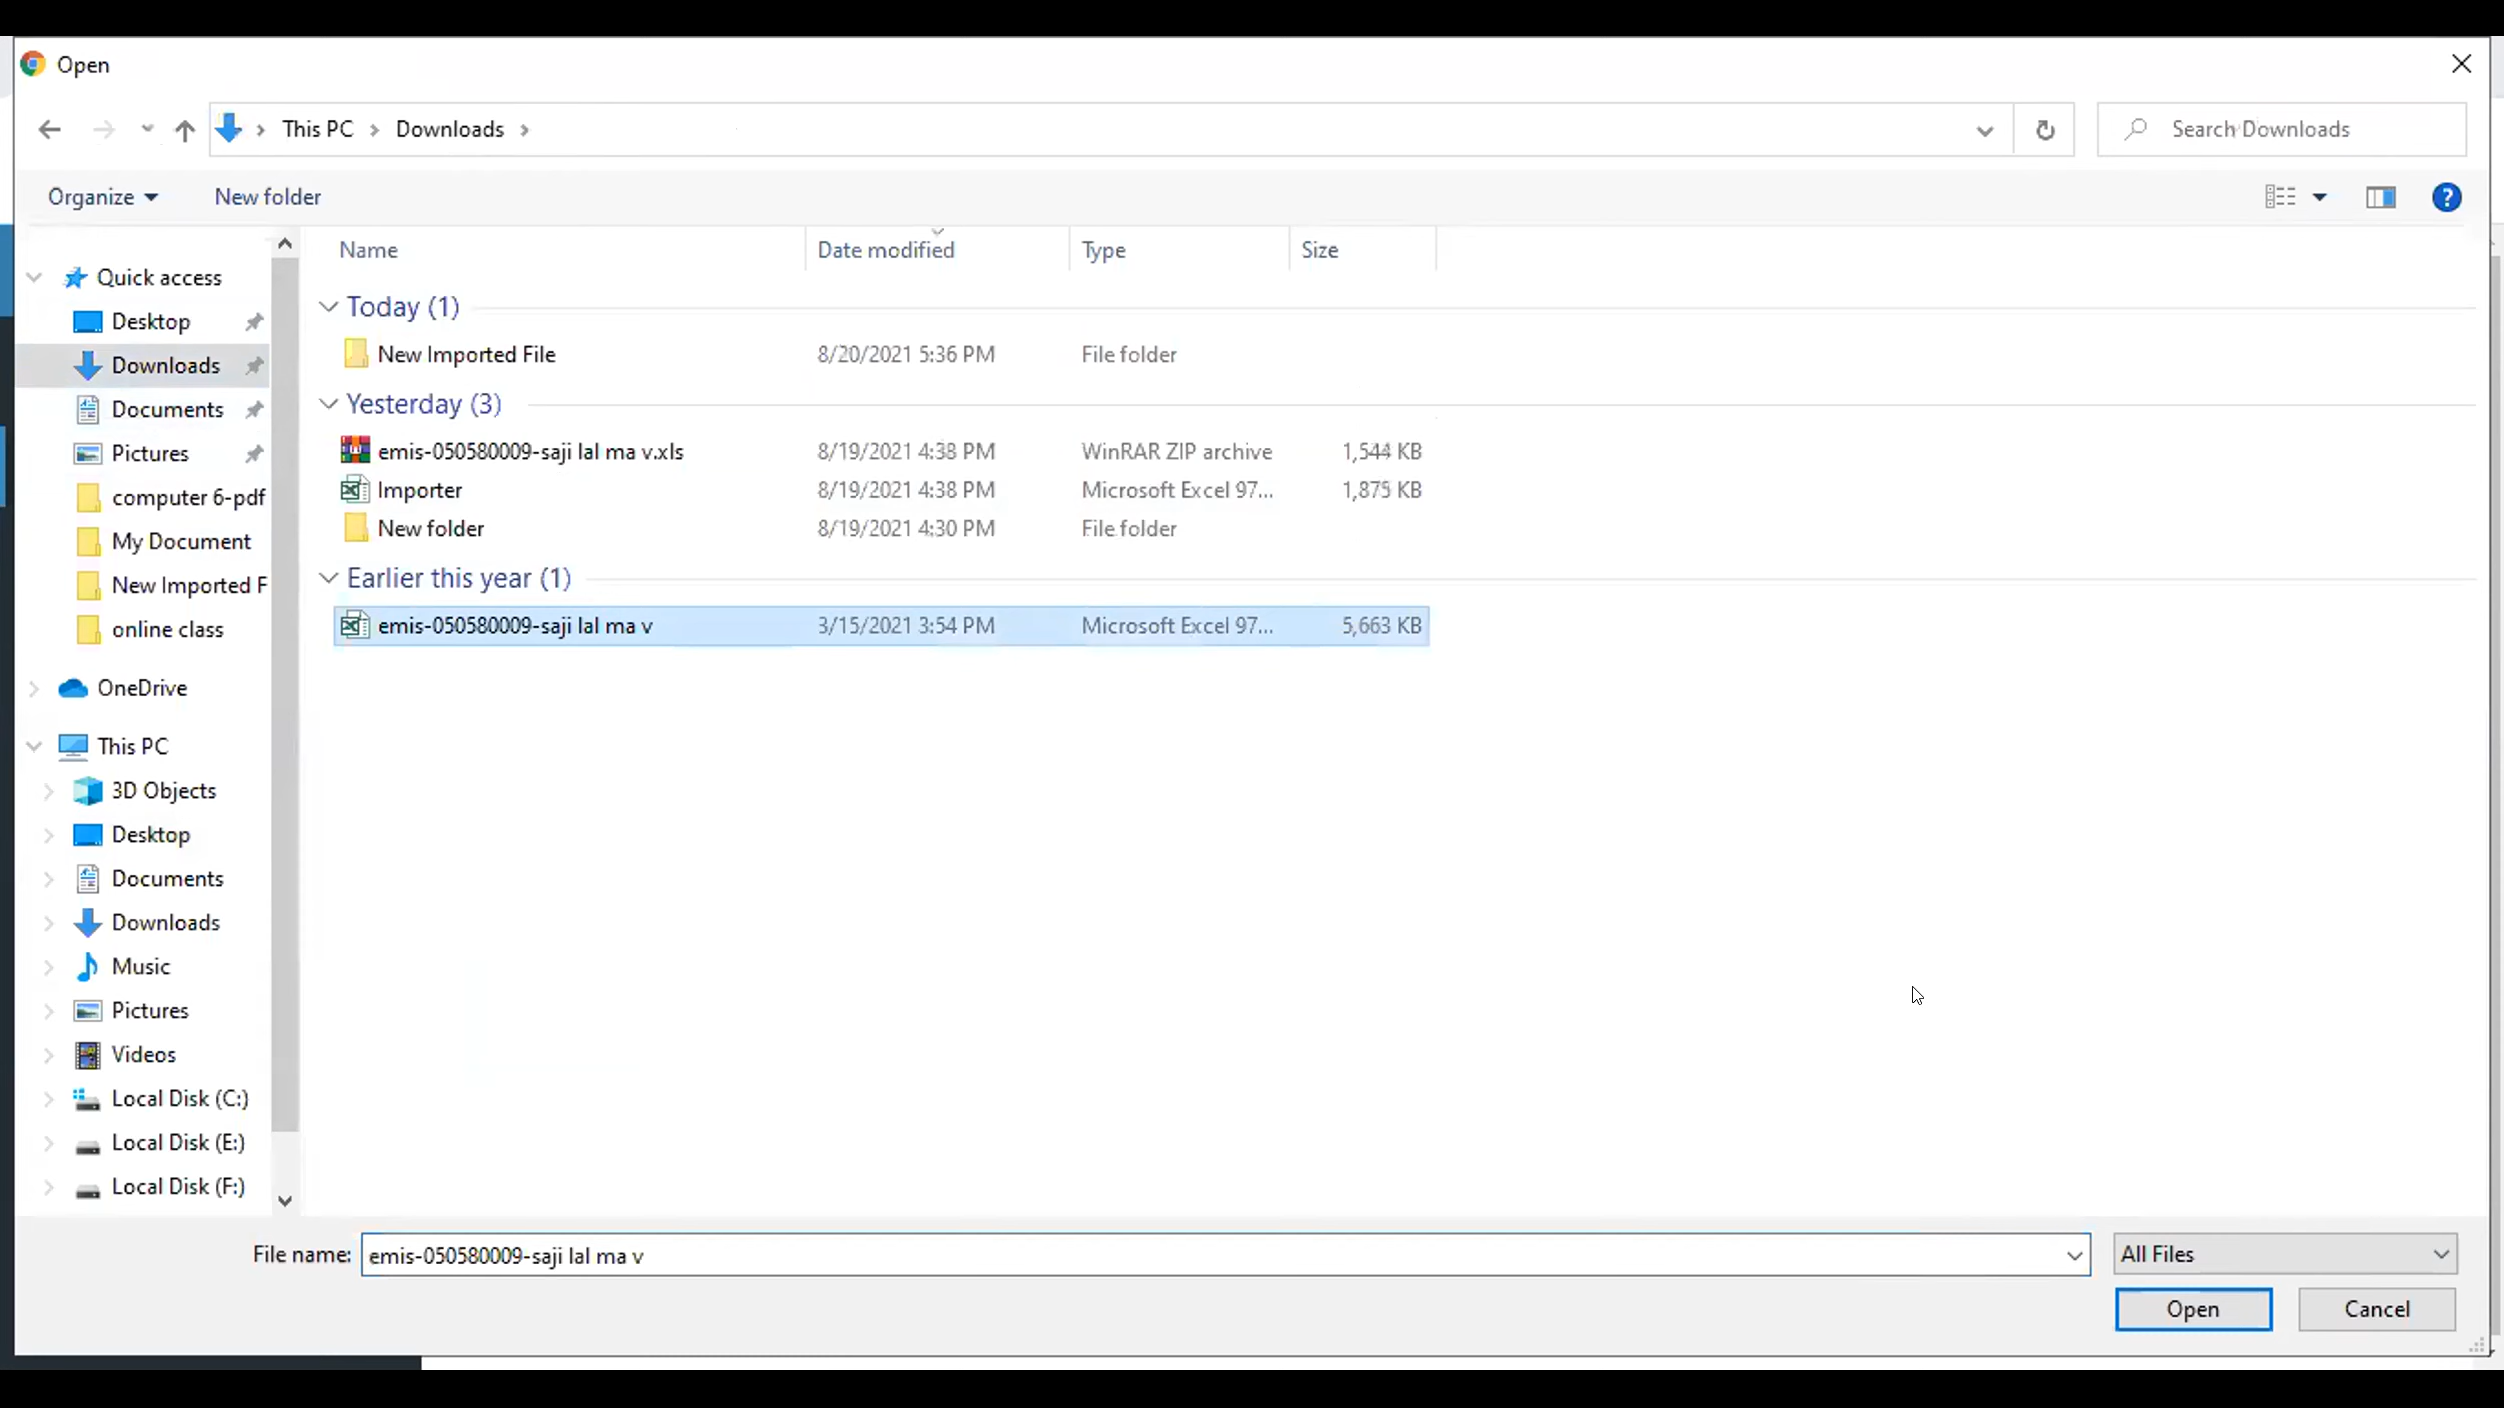 Open
This PC Downloads
Search Downloads
Organize New folder
?
Name Date modified Type Size
Quick access
Desktop
Downloads
Documents
Pictures
computer 6-pdf
My Document
New Imported F
online class
OneDrive
This PC
3D Objects
Desktop
Documents
Downloads
Music
Pictures
Videos
Local Disk (C:)
Local Disk (E:)
Local Disk (F:)
Today (1)
New Imported File 8/20/2021 5:36 PM File folder
Yesterday (3)
emis-050580009-saji lal ma v.xls 8/19/2021 4:38 PM WinRAR ZIP archive 1,544 KB
Importer 8/19/2021 4:38 PM Microsoft Excel 97... 1,875 KB
New folder 8/19/2021 4:30 PM File folder
Earlier this year (1)
emis-050580009-saji lal ma v 3/15/2021 3:54 PM Microsoft Excel 97... 5,663 KB
File name: emis-050580009-saji lal ma v All Files
Open Cancel